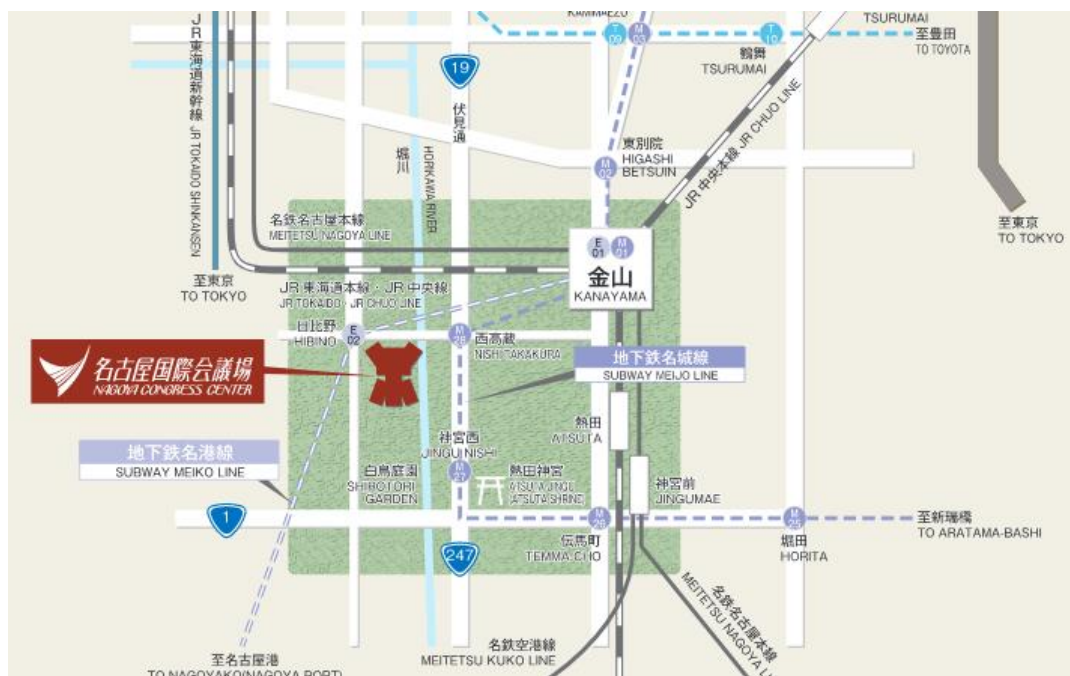 KAMIMAEZU
TSURUMAI
T
09
M
03
T
10
至豊田
TO TOYOTA
鶴舞
TSURUMAI
JR東海道新幹線 JR TOKAIDO SHINKANSEN
19
伏見通
堀川
HORIKAWA RIVER
東別院
HIGASHI
BETSUIN
M
02
JR中央本線 JR CHUO LINE
至東京
TO TOKYO
名鉄名古屋本線
MEITETSU NAGOYA LINE
E
01
M
01
金山
KANAYAMA
至東京
TO TOKYO
JR東海道本線・JR中央線
JR TOKAIDO・JR CHUO LINE
日比野
HIBINO
E
02
M
28
西高蔵
NISHI TAKAKURA
名古屋国際会議場
NAGOYA CONGRESS CENTER
地下鉄名城線
SUBWAY MEIJO LINE
熱田
ATSUTA
神宮西
JINGU NISHI
M
27
地下鉄名港線
SUBWAY MEIKO LINE
白鳥庭園
SHIROTORI
GARDEN
熱田神宮
ATSUTA JINGU
(ATSUTA SHRINE)
神宮前
JINGUMAE
1
M
26
M
25
至新瑞橋
TO ARATAMA-BASHI
伝馬町
TEMMA-CHO
堀田
HORITA
247
名鉄空港線
MEITETSU KUKO LINE
名鉄名古屋本線
MEITETSU NAGOYA L
至名古屋港
TO NAGOYAKO(NAGOYA PORT)